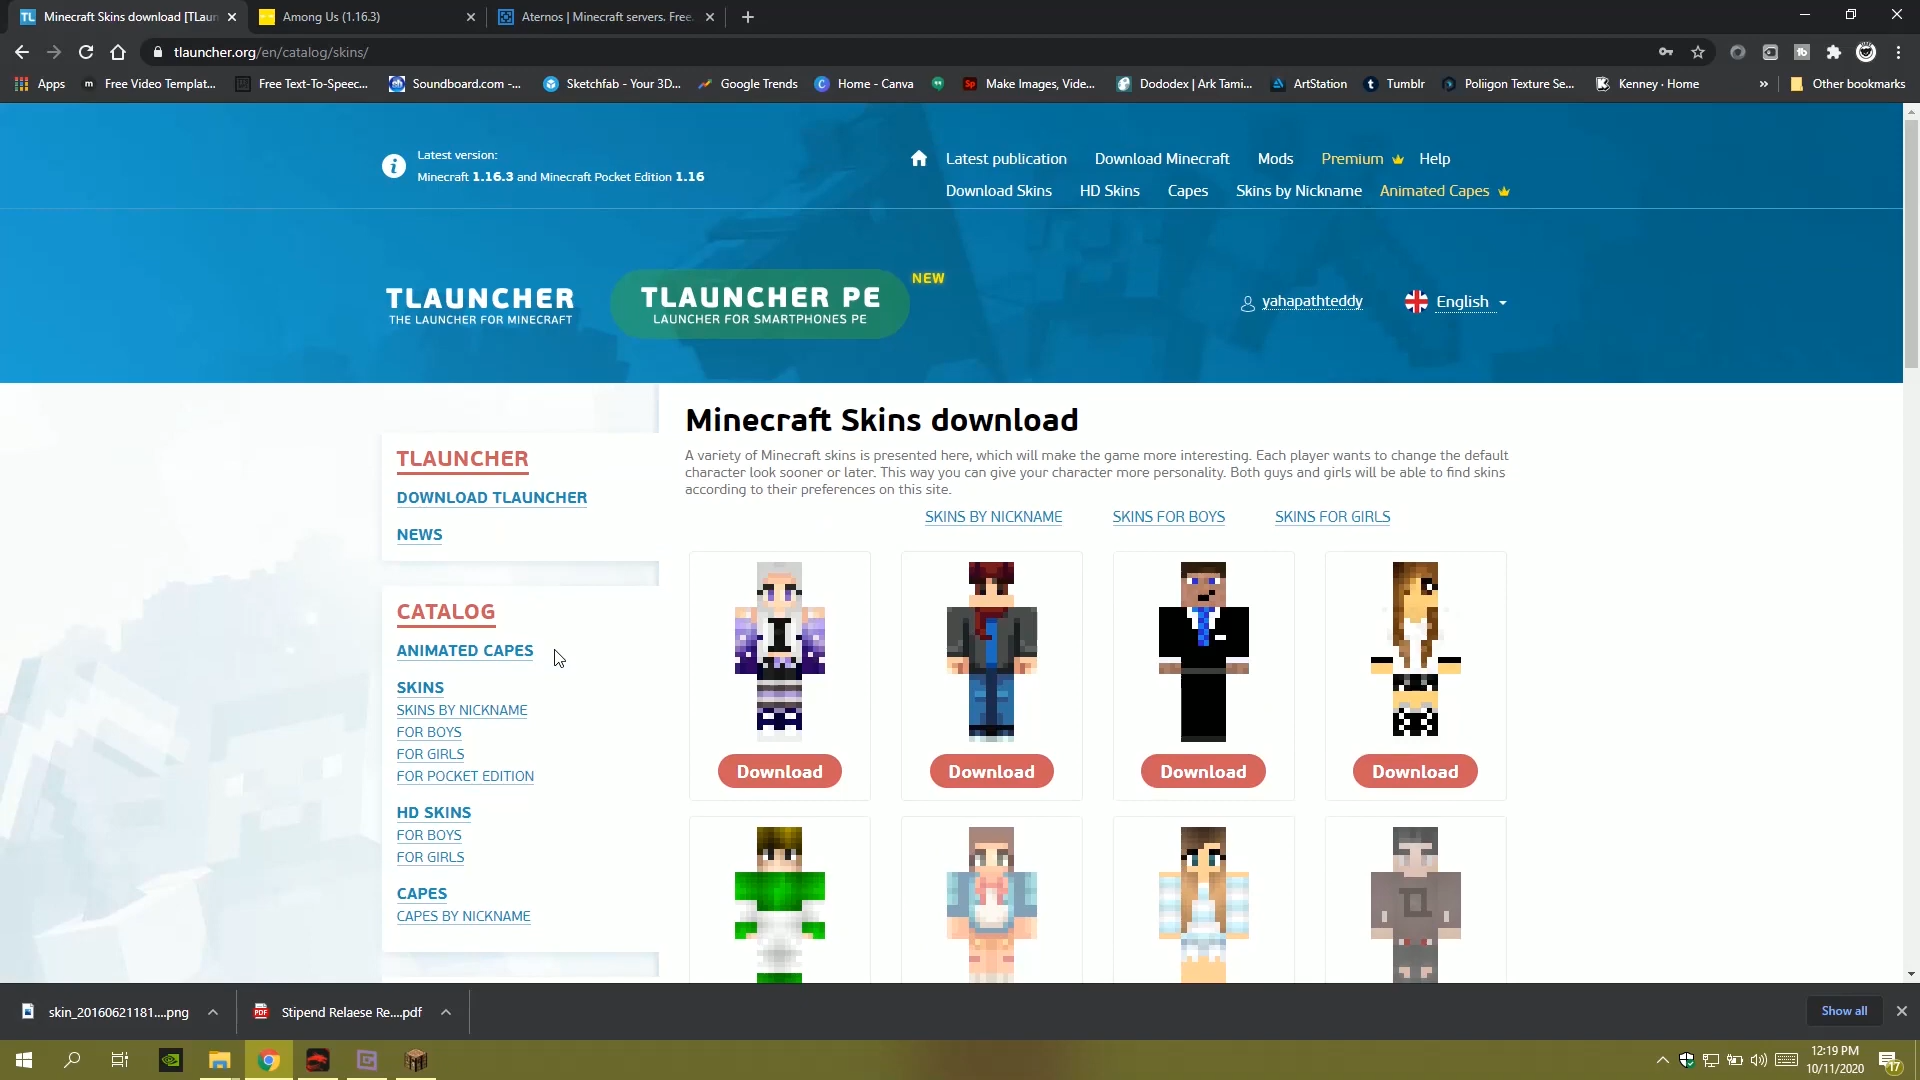 Minecraft Skins download [TLaun
Among Us (1.16.3)
Aternos | Minecraft servers. Free.
tlauncher.org/en/catalog/skins/
Apps
Free Video Templat...
Free Text-To-Speec...
Soundboard.com -...
Sketchfab - Your 3D...
Google Trends
Home - Canva
Make Images, Vide...
Dododex | Ark Tami...
ArtStation
Tumblr
Poliigon Texture Se...
Kenney · Home
Other bookmarks
Latest version:
Minecraft 1.16.3 and Minecraft Pocket Edition 1.16
Latest publication
Download Minecraft
Mods
Premium
Help
Download Skins
HD Skins
Capes
Skins by Nickname
Animated Capes
TLAUNCHER
THE LAUNCHER FOR MINECRAFT
TLAUNCHER PE
LAUNCHER FOR SMARTPHONES PE
NEW
yahapathteddy
English
TLAUNCHER
DOWNLOAD TLAUNCHER
NEWS
CATALOG
ANIMATED CAPES
SKINS
SKINS BY NICKNAME
FOR BOYS
FOR GIRLS
FOR POCKET EDITION
HD SKINS
FOR BOYS
FOR GIRLS
CAPES
CAPES BY NICKNAME
Minecraft Skins download
A variety of Minecraft skins is presented here, which will make the game more interesting. Each player wants to change the default
character look sooner or later. This way you can give your character more personality. Both guys and girls will be able to find skins
according to their preferences on this site.
SKINS BY NICKNAME
SKINS FOR BOYS
SKINS FOR GIRLS
Download
Download
Download
Download
skin_20160621181....png
Stipend Relaese Re....pdf
Show all
12:19 PM
10/11/2020
17